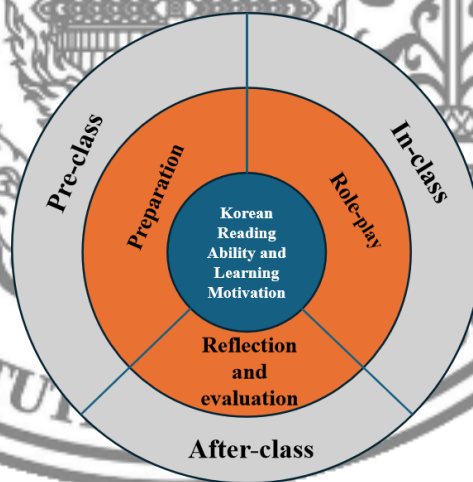 Pre-class
In-class
Preparation
Role-play
Korean
Reading
Ability and
Learning
Motivation
Reflection
and
evaluation
After-class